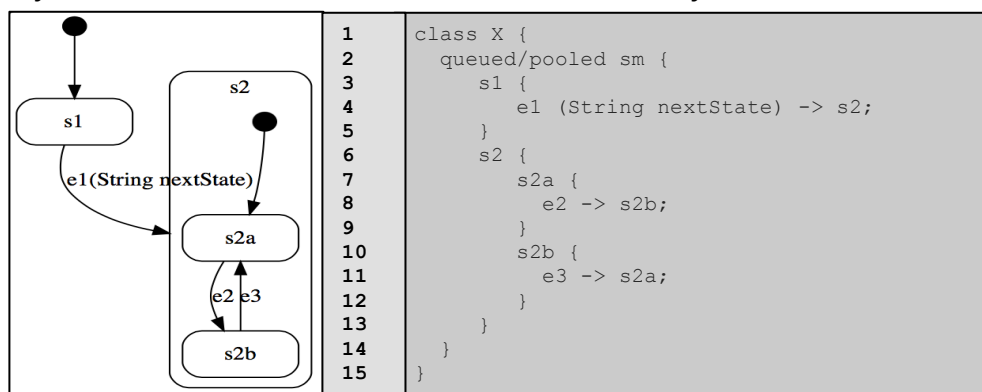 s1
s2
e1(String nextState)
s2a
e2 e3
s2b
1 class X {
2 queued/pooled sm {
3 s1 {
4 e1 (String nextState) -> s2;
5 }
6 s2 {
7 s2a {
8 e2 -> s2b;
9 }
10 s2b {
11 e3 -> s2a;
12 }
13 }
14 }
15 }